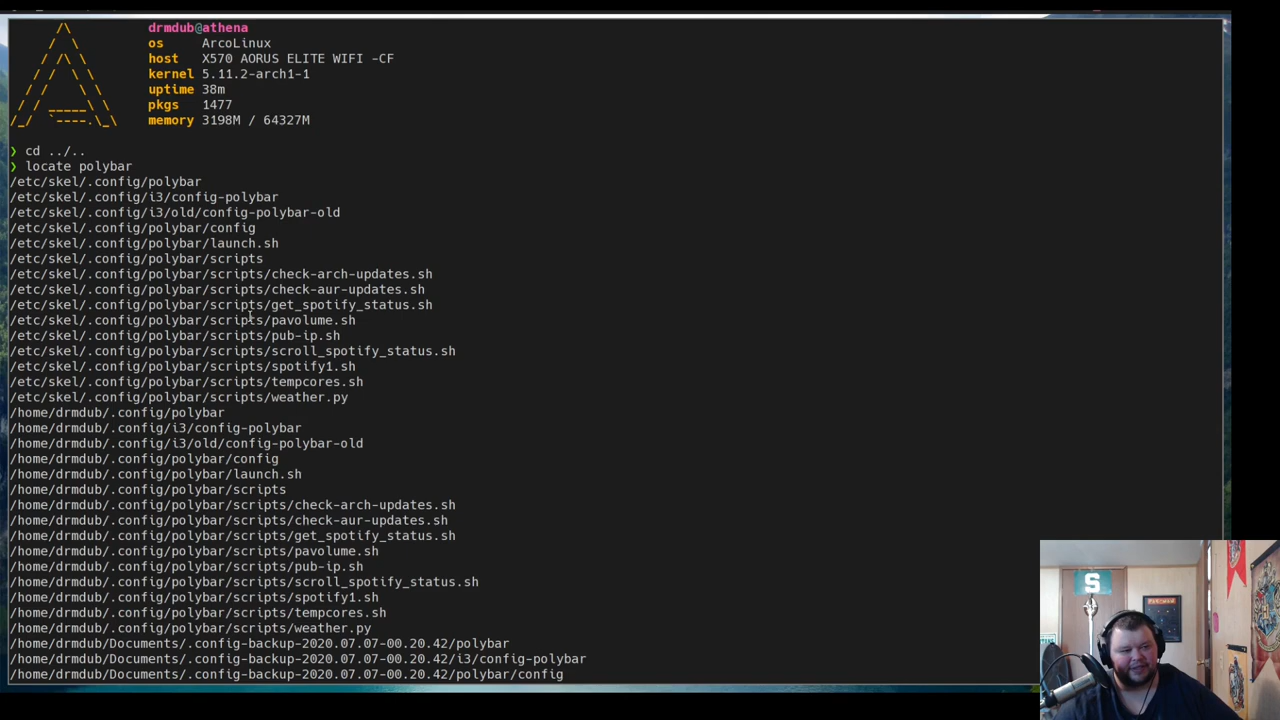 drmdub@athena
os ArcoLinux
host X570 AORUS ELITE WIFI -CF
kernel 5.11.2-arch1-1
uptime 38m
pkgs 1477
memory 3198M / 64327M
❯ cd ../..
❯ locate polybar
/etc/skel/.config/polybar
/etc/skel/.config/i3/config-polybar
/etc/skel/.config/i3/old/config-polybar-old
/etc/skel/.config/polybar/config
/etc/skel/.config/polybar/launch.sh
/etc/skel/.config/polybar/scripts
/etc/skel/.config/polybar/scripts/check-arch-updates.sh
/etc/skel/.config/polybar/scripts/check-aur-updates.sh
/etc/skel/.config/polybar/scripts/get_spotify_status.sh
/etc/skel/.config/polybar/scripts/pavolume.sh
/etc/skel/.config/polybar/scripts/pub-ip.sh
/etc/skel/.config/polybar/scripts/scroll_spotify_status.sh
/etc/skel/.config/polybar/scripts/spotify1.sh
/etc/skel/.config/polybar/scripts/tempcores.sh
/etc/skel/.config/polybar/scripts/weather.py
/home/drmdub/.config/polybar
/home/drmdub/.config/i3/config-polybar
/home/drmdub/.config/i3/old/config-polybar-old
/home/drmdub/.config/polybar/config
/home/drmdub/.config/polybar/launch.sh
/home/drmdub/.config/polybar/scripts
/home/drmdub/.config/polybar/scripts/check-arch-updates.sh
/home/drmdub/.config/polybar/scripts/check-aur-updates.sh
/home/drmdub/.config/polybar/scripts/get_spotify_status.sh
/home/drmdub/.config/polybar/scripts/pavolume.sh
/home/drmdub/.config/polybar/scripts/pub-ip.sh
/home/drmdub/.config/polybar/scripts/scroll_spotify_status.sh
/home/drmdub/.config/polybar/scripts/spotify1.sh
/home/drmdub/.config/polybar/scripts/tempcores.sh
/home/drmdub/.config/polybar/scripts/weather.py
/home/drmdub/Documents/.config-backup-2020.07.07-00.20.42/polybar
/home/drmdub/Documents/.config-backup-2020.07.07-00.20.42/i3/config-polybar
/home/drmdub/Documents/.config-backup-2020.07.07-00.20.42/polybar/config
S